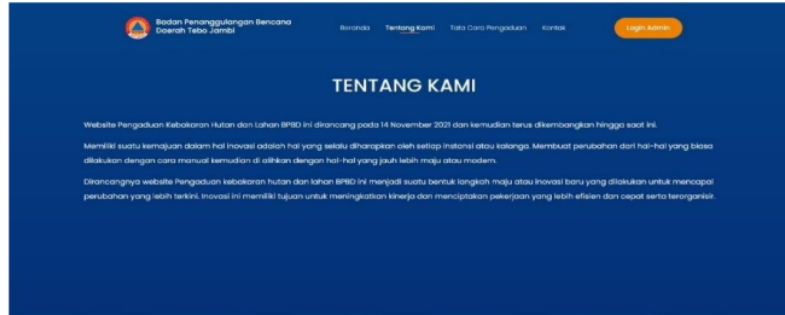 Badan Penanggulangan Bencana
Daerah Tebo Jambi
Beranda Tentang Kami Tata Cara Pengaduan Kontak Login Admin
TENTANG KAMI
Website Pengaduan Kebakaran Hutan dan Lahan BPBD ini dirancang pada 14 November 2021 dan kemudian terus dikembangkan hingga saat ini.
Memiliki suatu kemajuan dalam hal inovasi adalah hal yang selalu diharapkan oleh setiap instansi atau kalanga. Membuat perubahan dari hal-hal yang biasa
dilakukan dengan cara manual kemudian di alihkan dengan hal-hal yang jauh lebih maju atau modern.
Dirancangnya website Pengaduan kebakaran hutan dan lahan BPBD ini menjadi suatu bentuk langkah maju atau inovasi baru yang dilakukan untuk mencapai
perubahan yang lebih terkini. Inovasi ini memiliki tujuan untuk meningkatkan kinerja dan menciptakan pekerjaan yang lebih efisien dan cepat serta terorganisir.